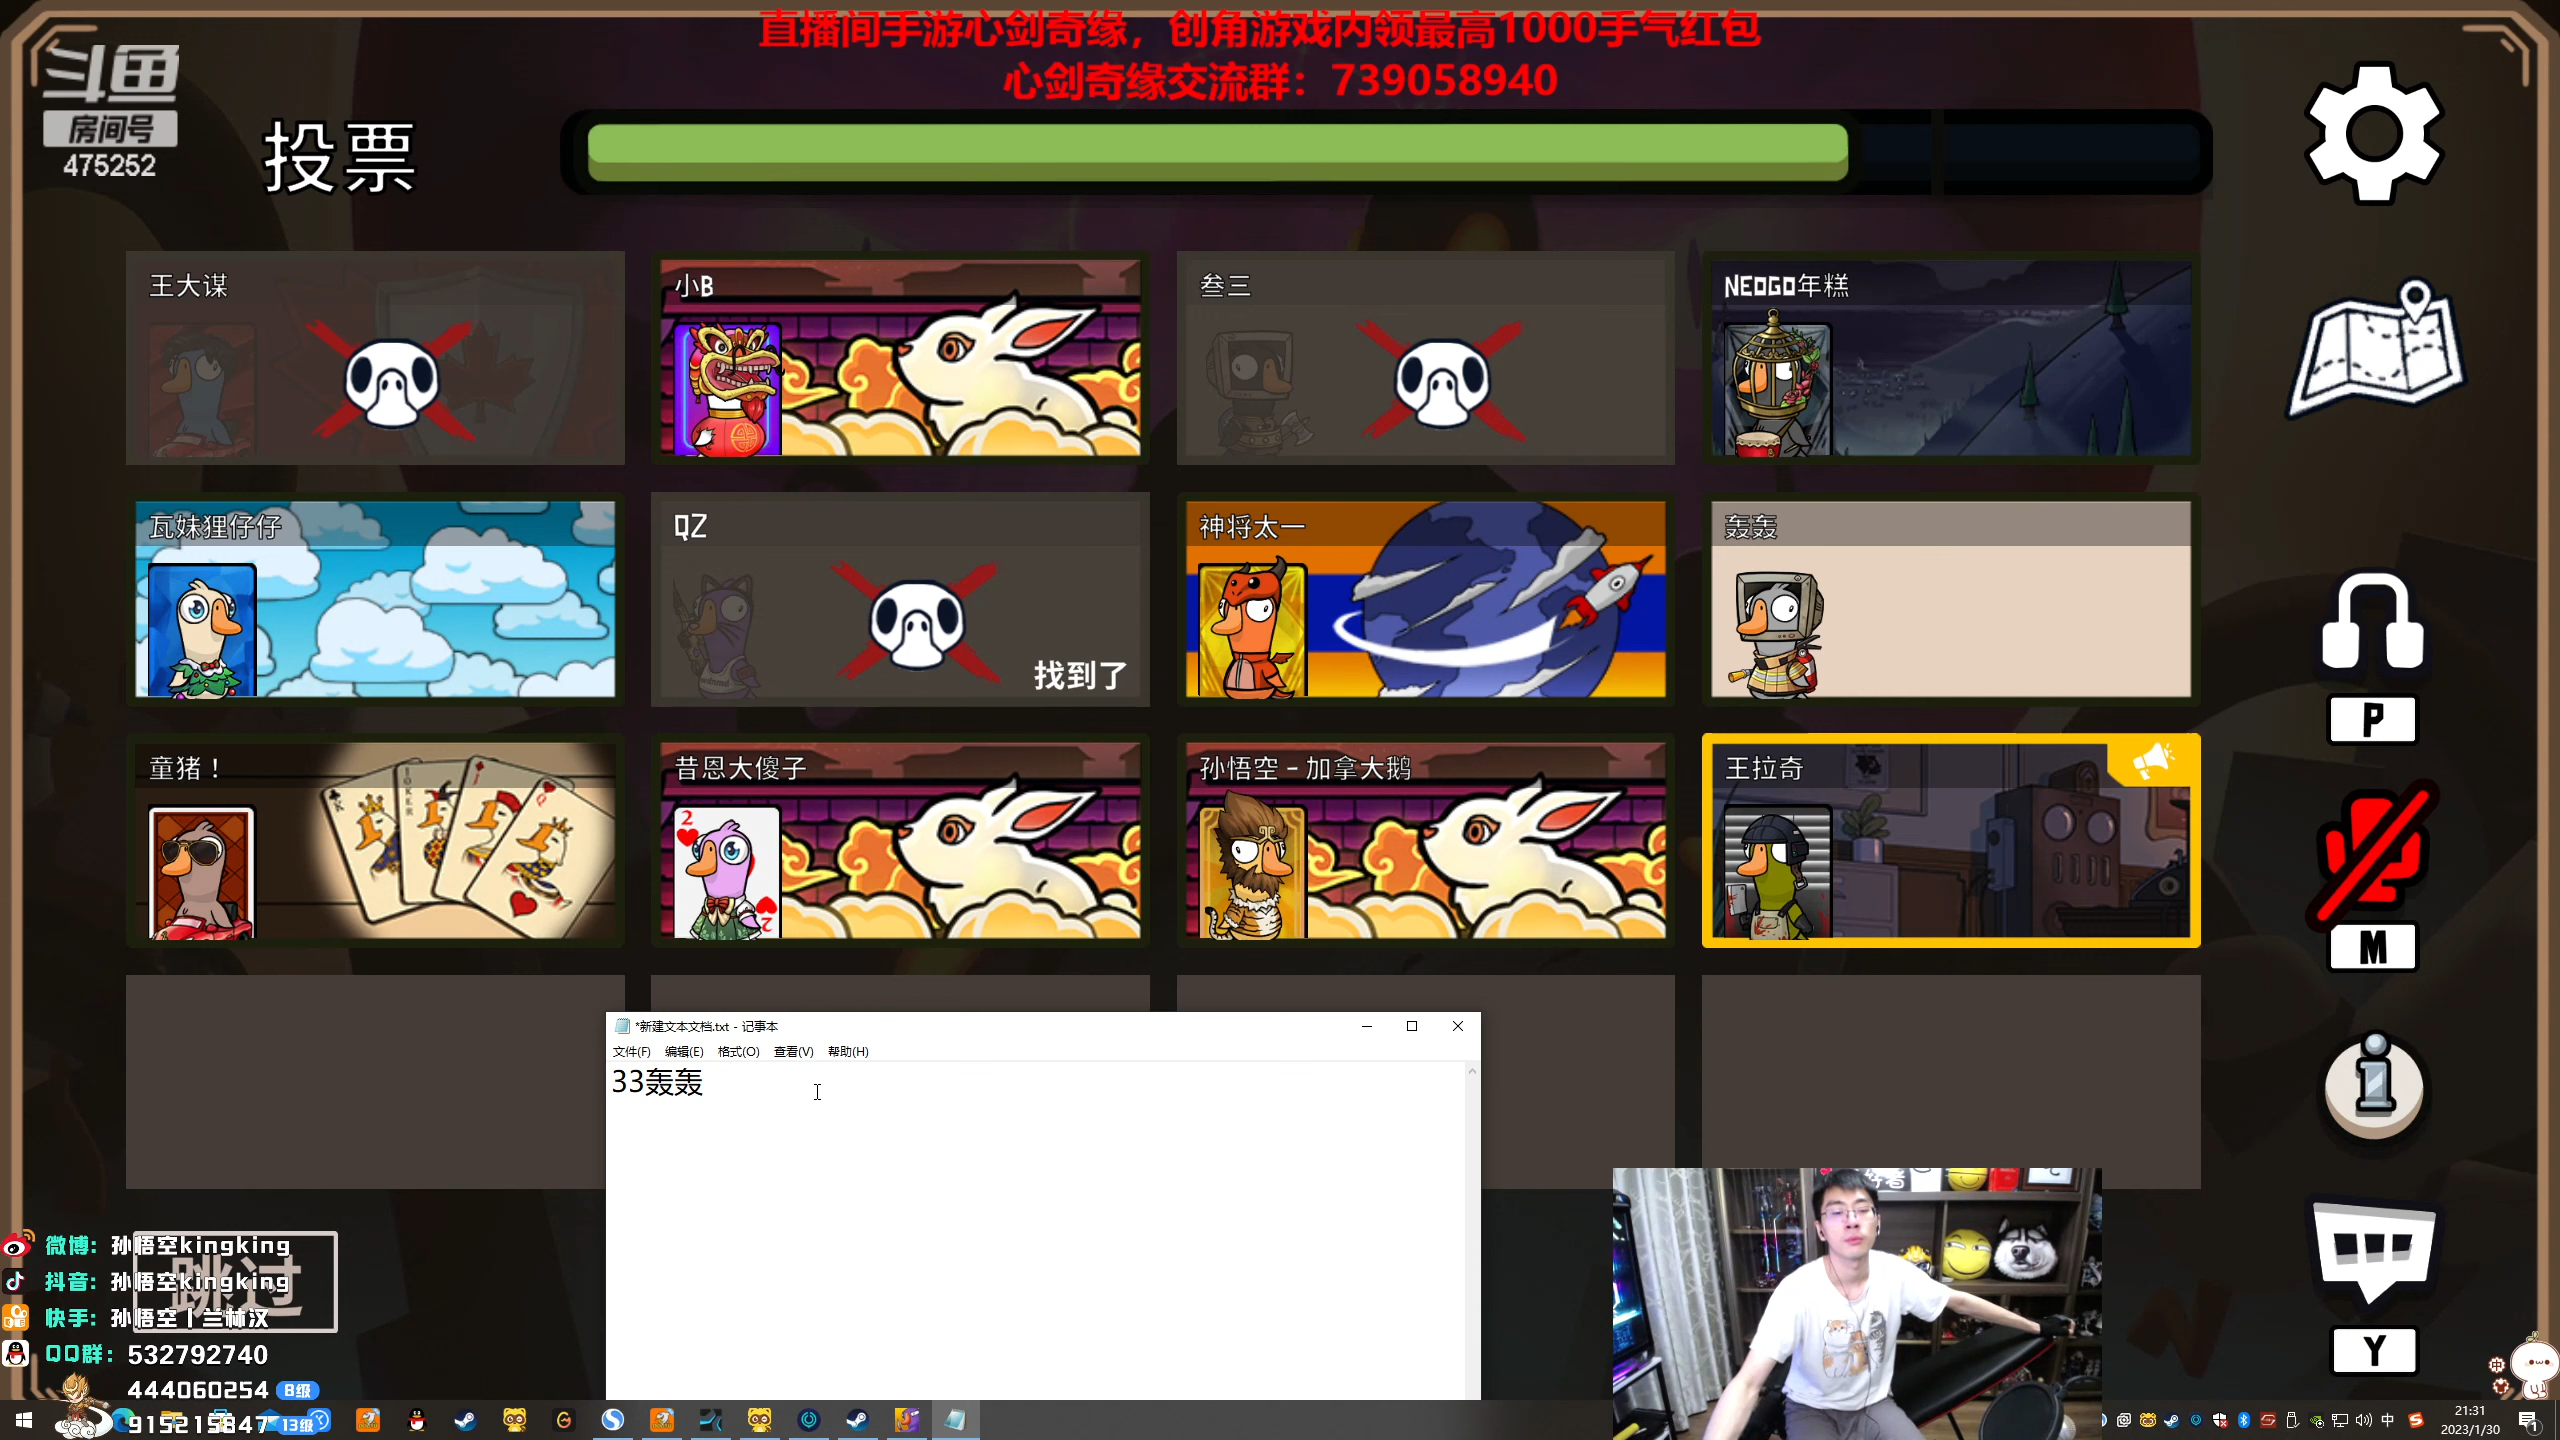 直播间手游心剑奇缘，创角游戏内领最高1000手气红包
心剑奇缘交流群：739058940
斗鱼
房间号
475252
投票
王大谋
小B
叁三
NEOGO年糕
瓦妹狸仔仔
QZ
找到了
神将太一
轰轰
童猪！
昔恩大傻子
孙悟空-加拿大鹅
王拉奇
P
M
Y
*新建文本文档.txt - 记事本
文件(F) 编辑(E) 格式(O) 查看(V) 帮助(H)
33轰轰
跳过
微博：孙悟空kingking
抖音：孙悟空kingking
快手：孙悟空丨兰林汉
QQ群：532792740
444060254 8级
915215847 13级
中
21:31
2023/1/30